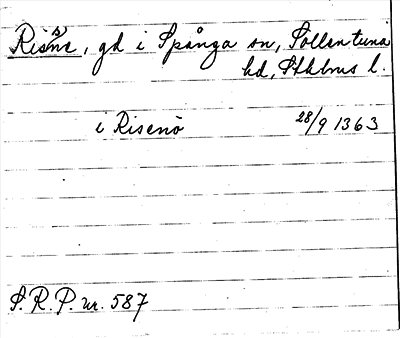 Risne, gd i Spånga sn, Sollentuna
hd, Sthlms l.
i Risenö 28/9 1363
S.R.P. nr. 587